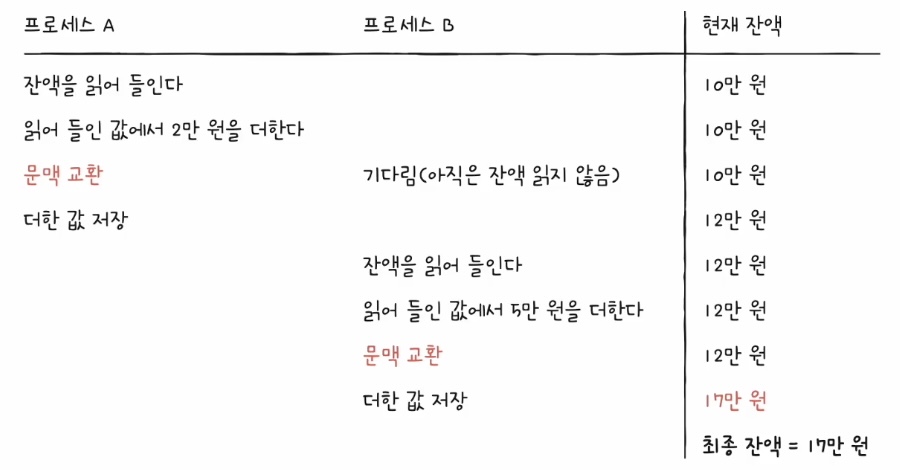 프로세스 A 프로세스 B 현재 잔액
잔액을 읽어 들인다 10만 원
읽어 들인 값에서 2만 원을 더한다 10만 원
문맥 교환 기다림(아직은 잔액 읽지 않음) 10만 원
더한 값 저장 12만 원
잔액을 읽어 들인다 12만 원
읽어 들인 값에서 5만 원을 더한다 12만 원
문맥 교환 12만 원
더한 값 저장 17만 원
최종 잔액 = 17만 원